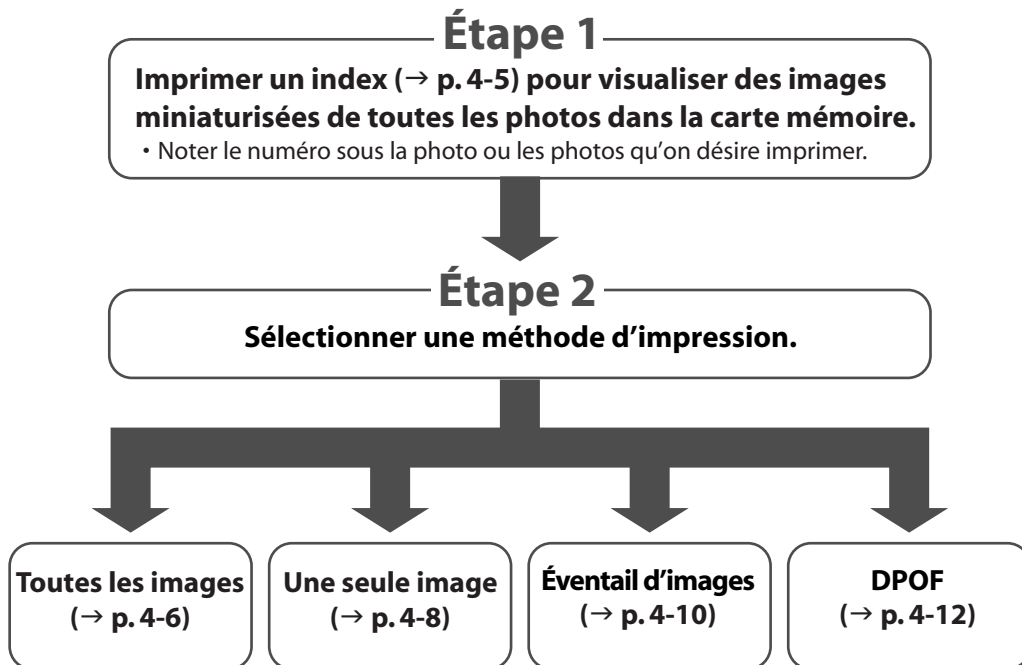 Étape 1
Imprimer un index (→ p. 4-5) pour visualiser des images
miniaturisées de toutes les photos dans la carte mémoire.
• Noter le numéro sous la photo ou les photos qu’on désire imprimer.
Étape 2
Sélectionner une méthode d’impression.
Toutes les images
(→ p. 4-6)
Une seule image
(→ p. 4-8)
Éventail d’images
(→ p. 4-10)
DPOF
(→ p. 4-12)